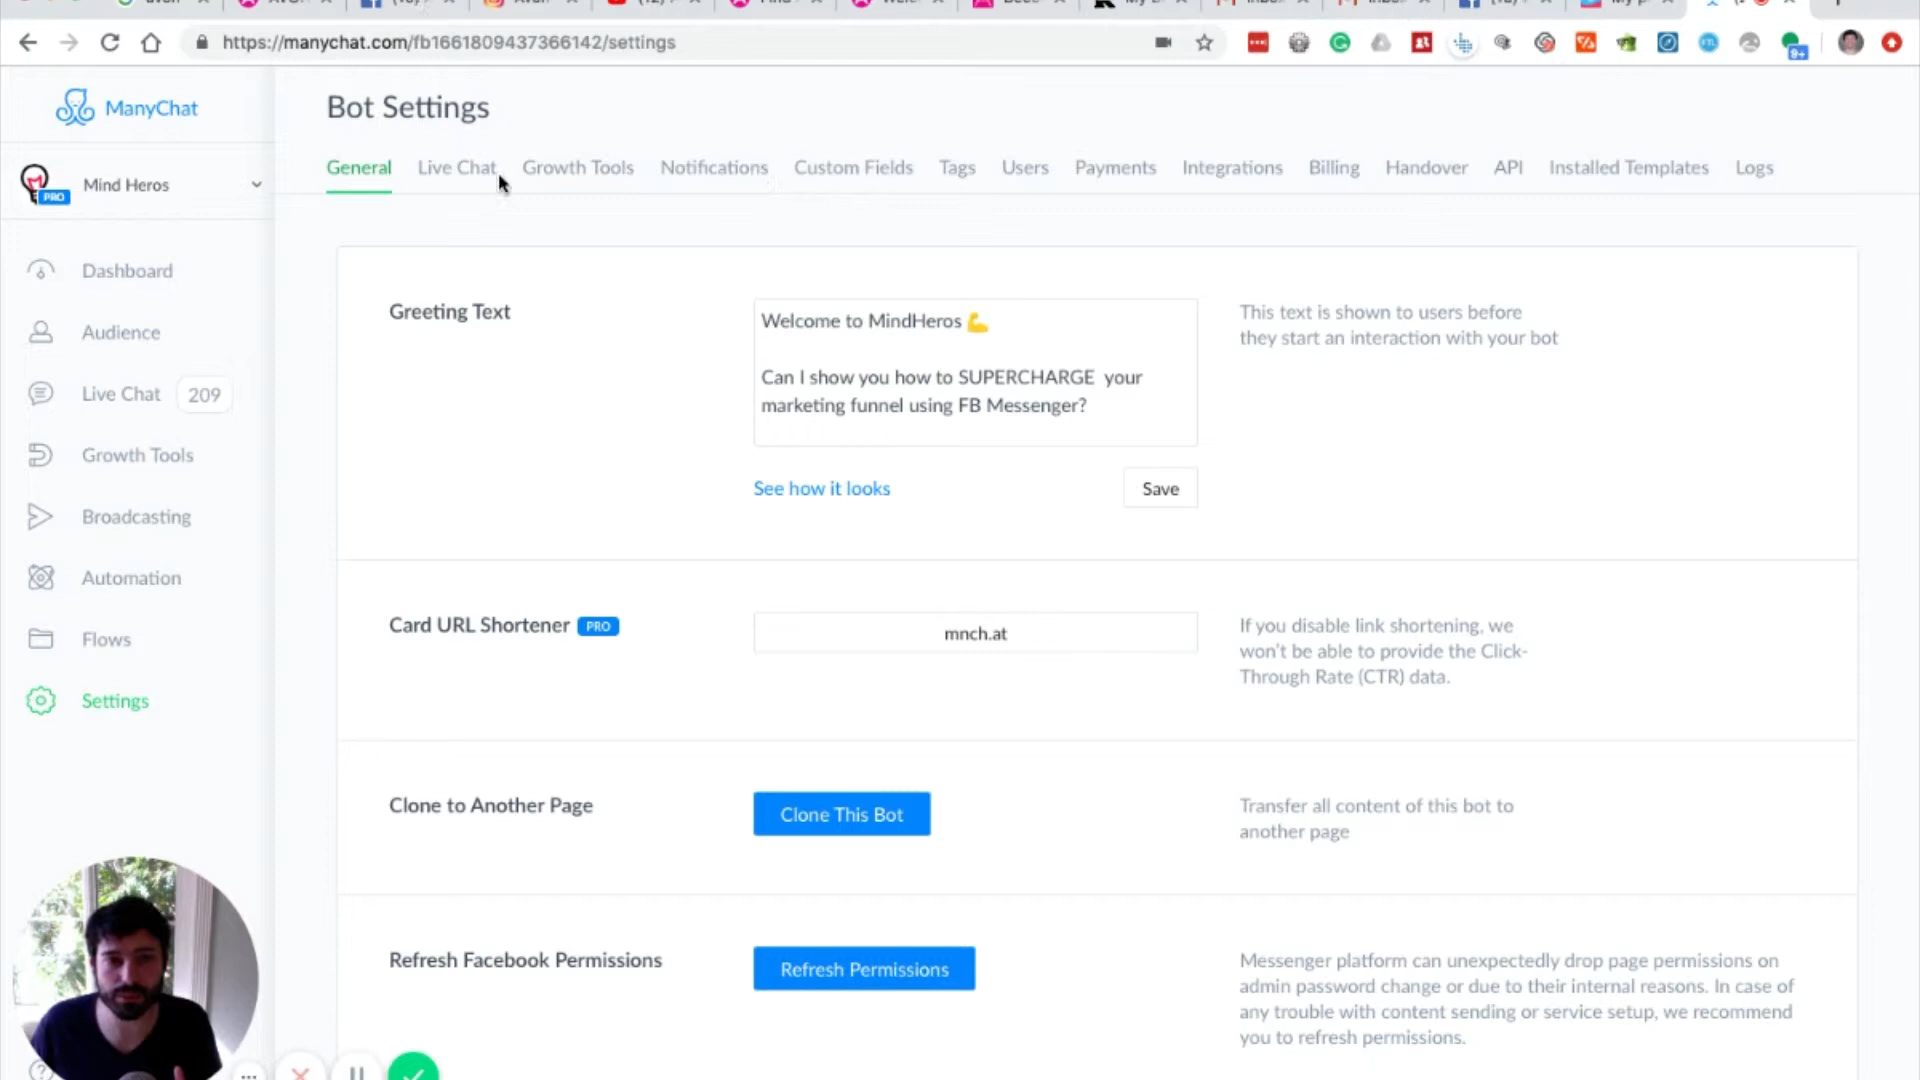 https://manychat.com/fb1661809437366142/settings
9+
ManyChat
Bot Settings
PRO
Mind Heros
General Live Chat Growth Tools Notifications Custom Fields Tags Users Payments Integrations Billing Handover API Installed Templates Logs
Dashboard
Audience
Live Chat 209
Growth Tools
Broadcasting
Automation
Flows
Settings
Greeting Text
Welcome to MindHeros 💪
Can I show you how to SUPERCHARGE your
marketing funnel using FB Messenger?
See how it looks
Save
This text is shown to users before
they start an interaction with your bot
Card URL Shortener PRO
mnch.at
If you disable link shortening, we
won't be able to provide the Click-
Through Rate (CTR) data.
Clone to Another Page
Clone This Bot
Transfer all content of this bot to
another page
Refresh Facebook Permissions
Refresh Permissions
Messenger platform can unexpectedly drop page permissions on
admin password change or due to their internal reasons. In case of
any trouble with content sending or service setup, we recommend
you to refresh permissions.